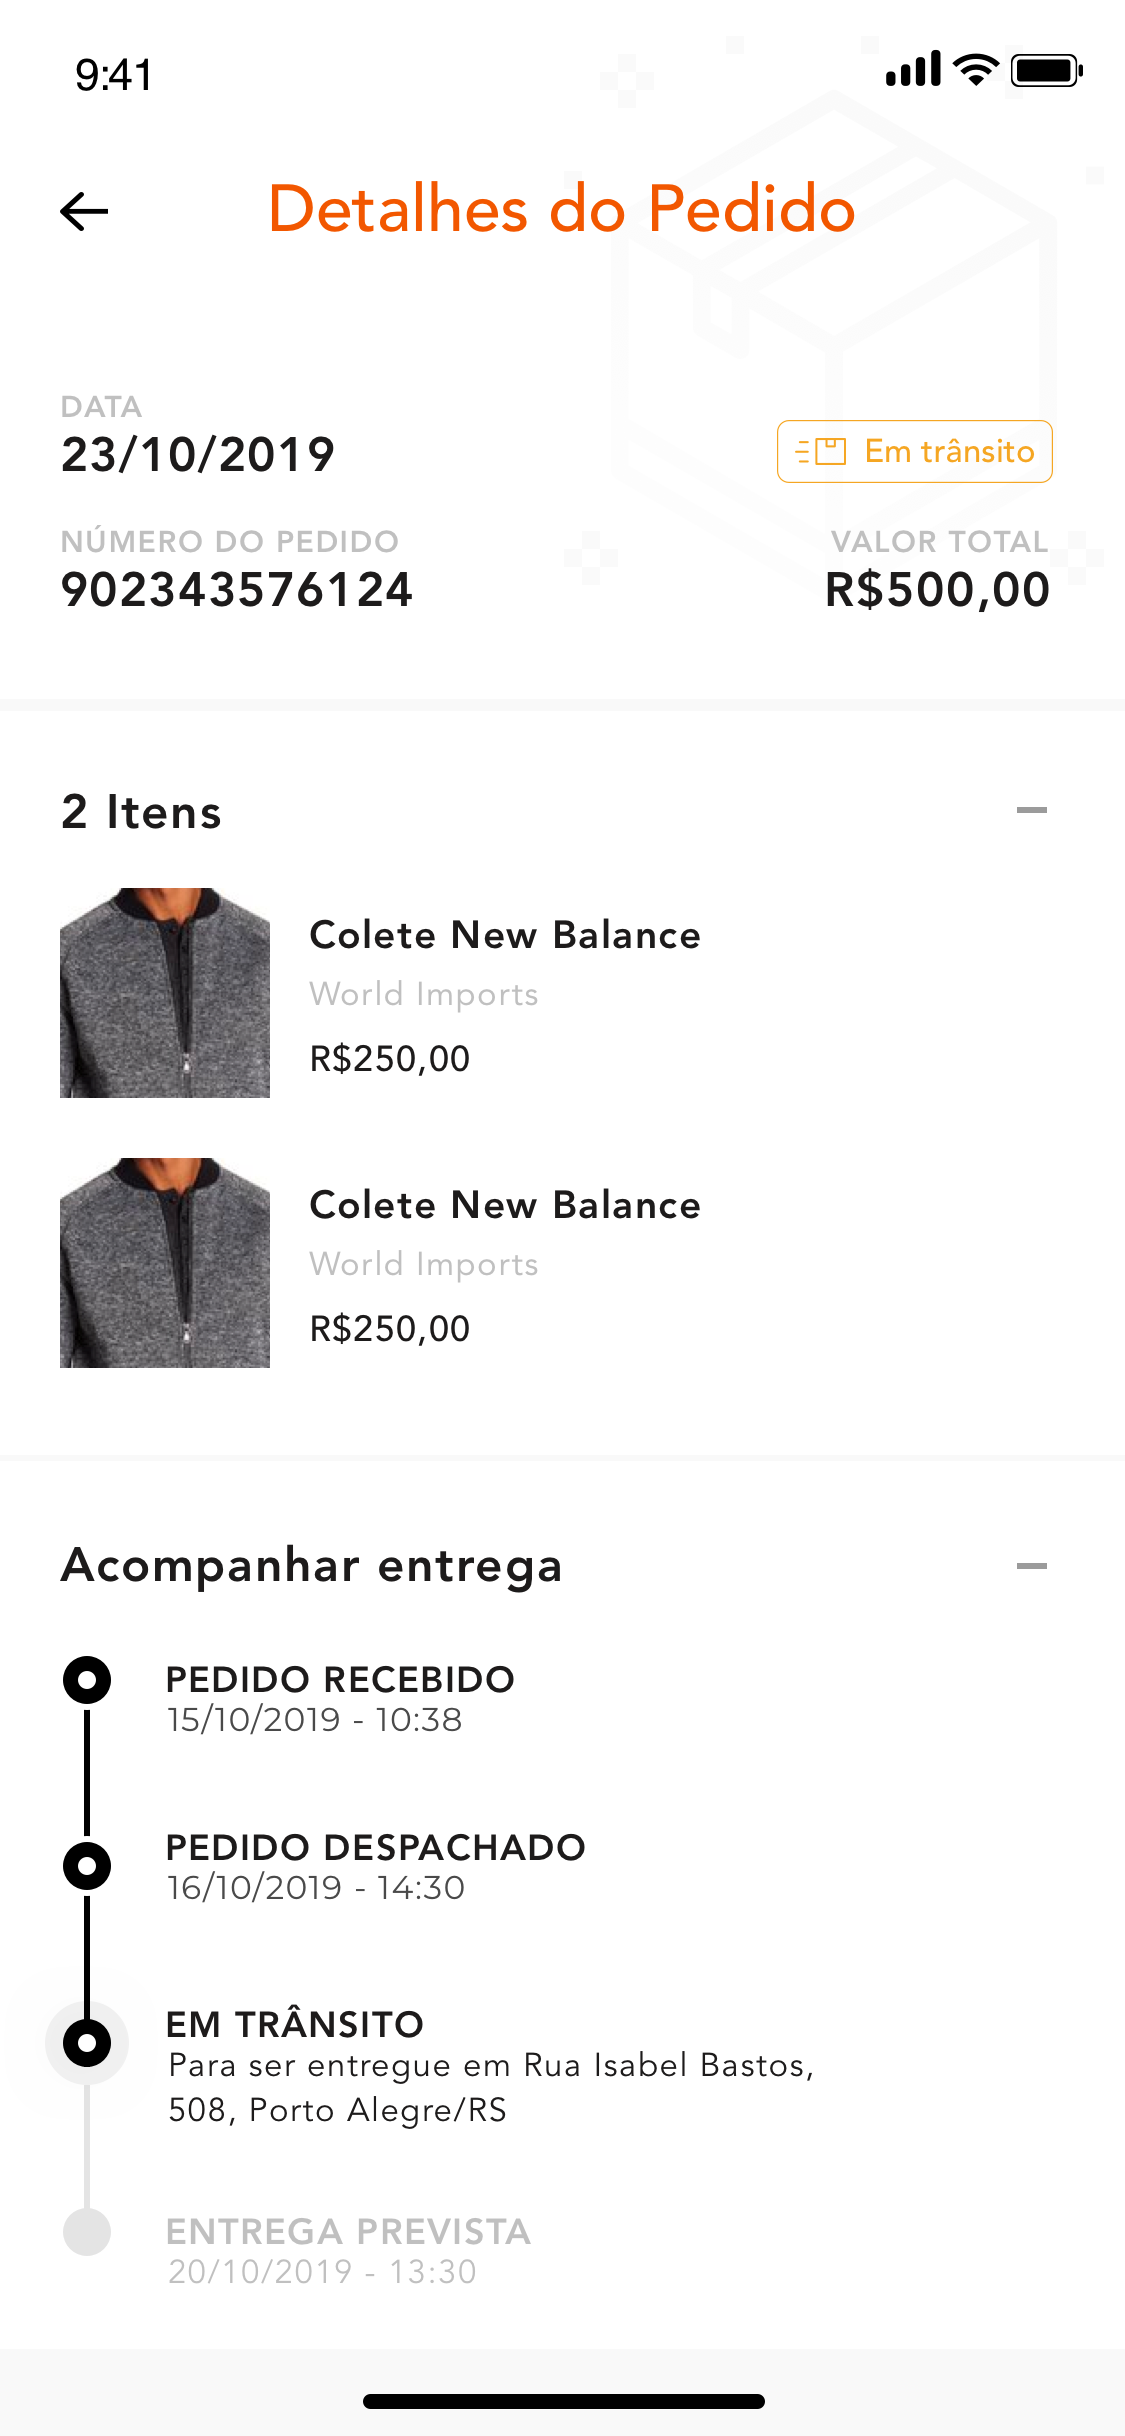 9:41
Detalhes do Pedido
DATA
23/10/2019
Em trânsito
NÚMERO DO PEDIDO
902343576124
VALOR TOTAL
R$500,00
2 Itens
Colete New Balance
World Imports
R$250,00
Colete New Balance
World Imports
R$250,00
Acompanhar entrega
PEDIDO RECEBIDO
15/10/2019 - 10:38
PEDIDO DESPACHADO
16/10/2019 - 14:30
EM TRÂNSITO
Para ser entregue em Rua Isabel Bastos,
508, Porto Alegre/RS
ENTREGA PREVISTA
20/10/2019 - 13:30